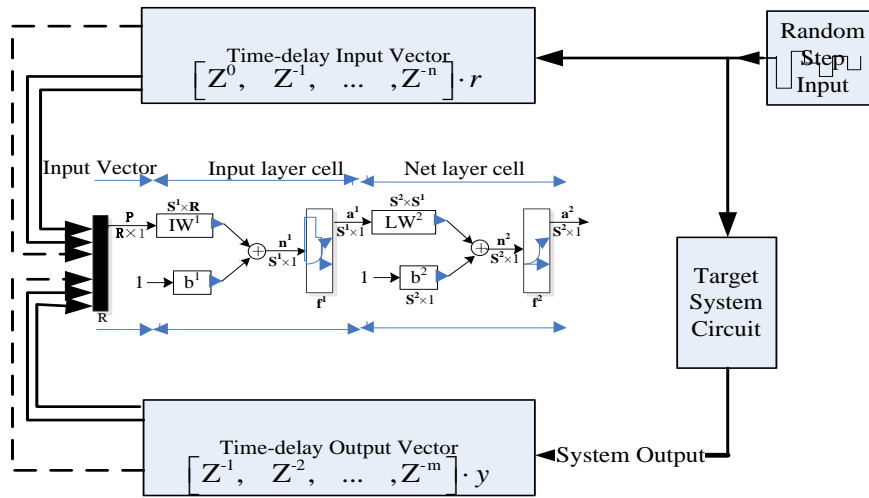 Time-delay Input Vector
[Z⁰, Z⁻¹, ... , Z⁻ⁿ] · r
Random
Step
Input
Input Vector
Input layer cell
Net layer cell
P
R×1
S¹×R
IW¹
1
b¹
n¹
S¹×1
f¹
a¹
S¹×1
S²×S¹
LW²
1
b²
S²×1
n²
S²×1
f²
a²
S²×1
R
Target
System
Circuit
Time-delay Output Vector
[Z⁻¹, Z⁻², ... , Z⁻ᵐ] · y
System Output